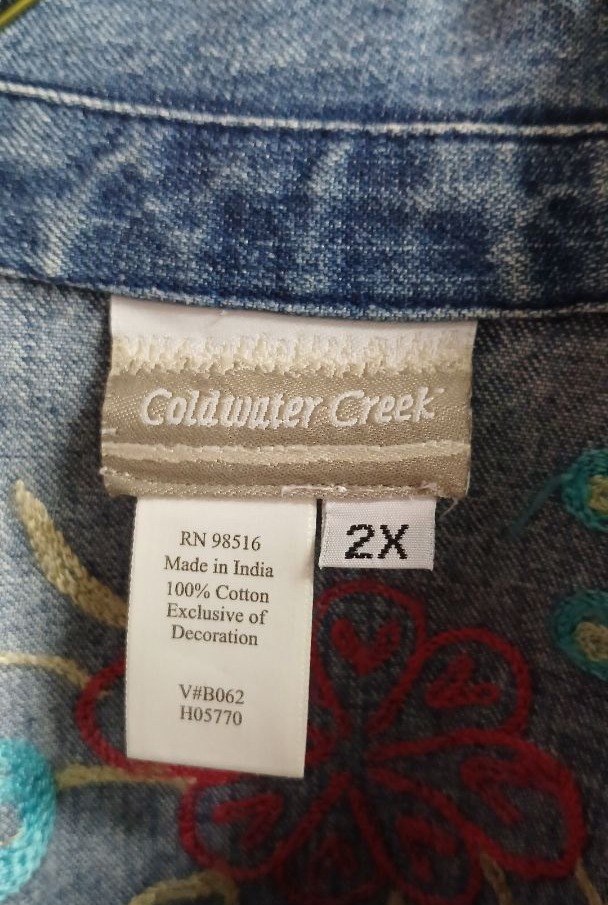 Coldwater Creek
2X
RN 98516
Made in India
100% Cotton
Exclusive of
Decoration
V#B062
H05770